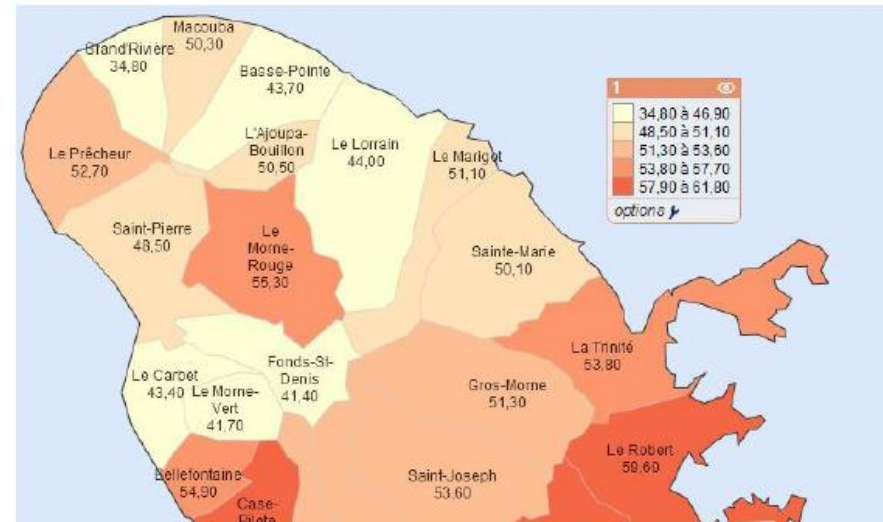 Macouba
50,30
Grand'Rivière
34,80
Basse-Pointe
43,70
L'Ajoupa-
Bouillon
50,50
Le Lorrain
44,00
Le Marigot
51,10
Le Prêcheur
52,70
Saint-Pierre
48,50
Le
Morne-
Rouge
55,30
Sainte-Marie
50,10
La Trinité
53,80
Fonds-St-
Denis
41,40
Le Carbet
43,40
Le Morne-
Vert
41,70
Gros-Morne
51,30
Le Robert
59,60
Bellefontaine
54,90
Saint-Joseph
53,60
Case-
Pilote
1
34,80 à 46,90
48,50 à 51,10
51,30 à 53,60
53,80 à 57,70
57,90 à 61,80
options